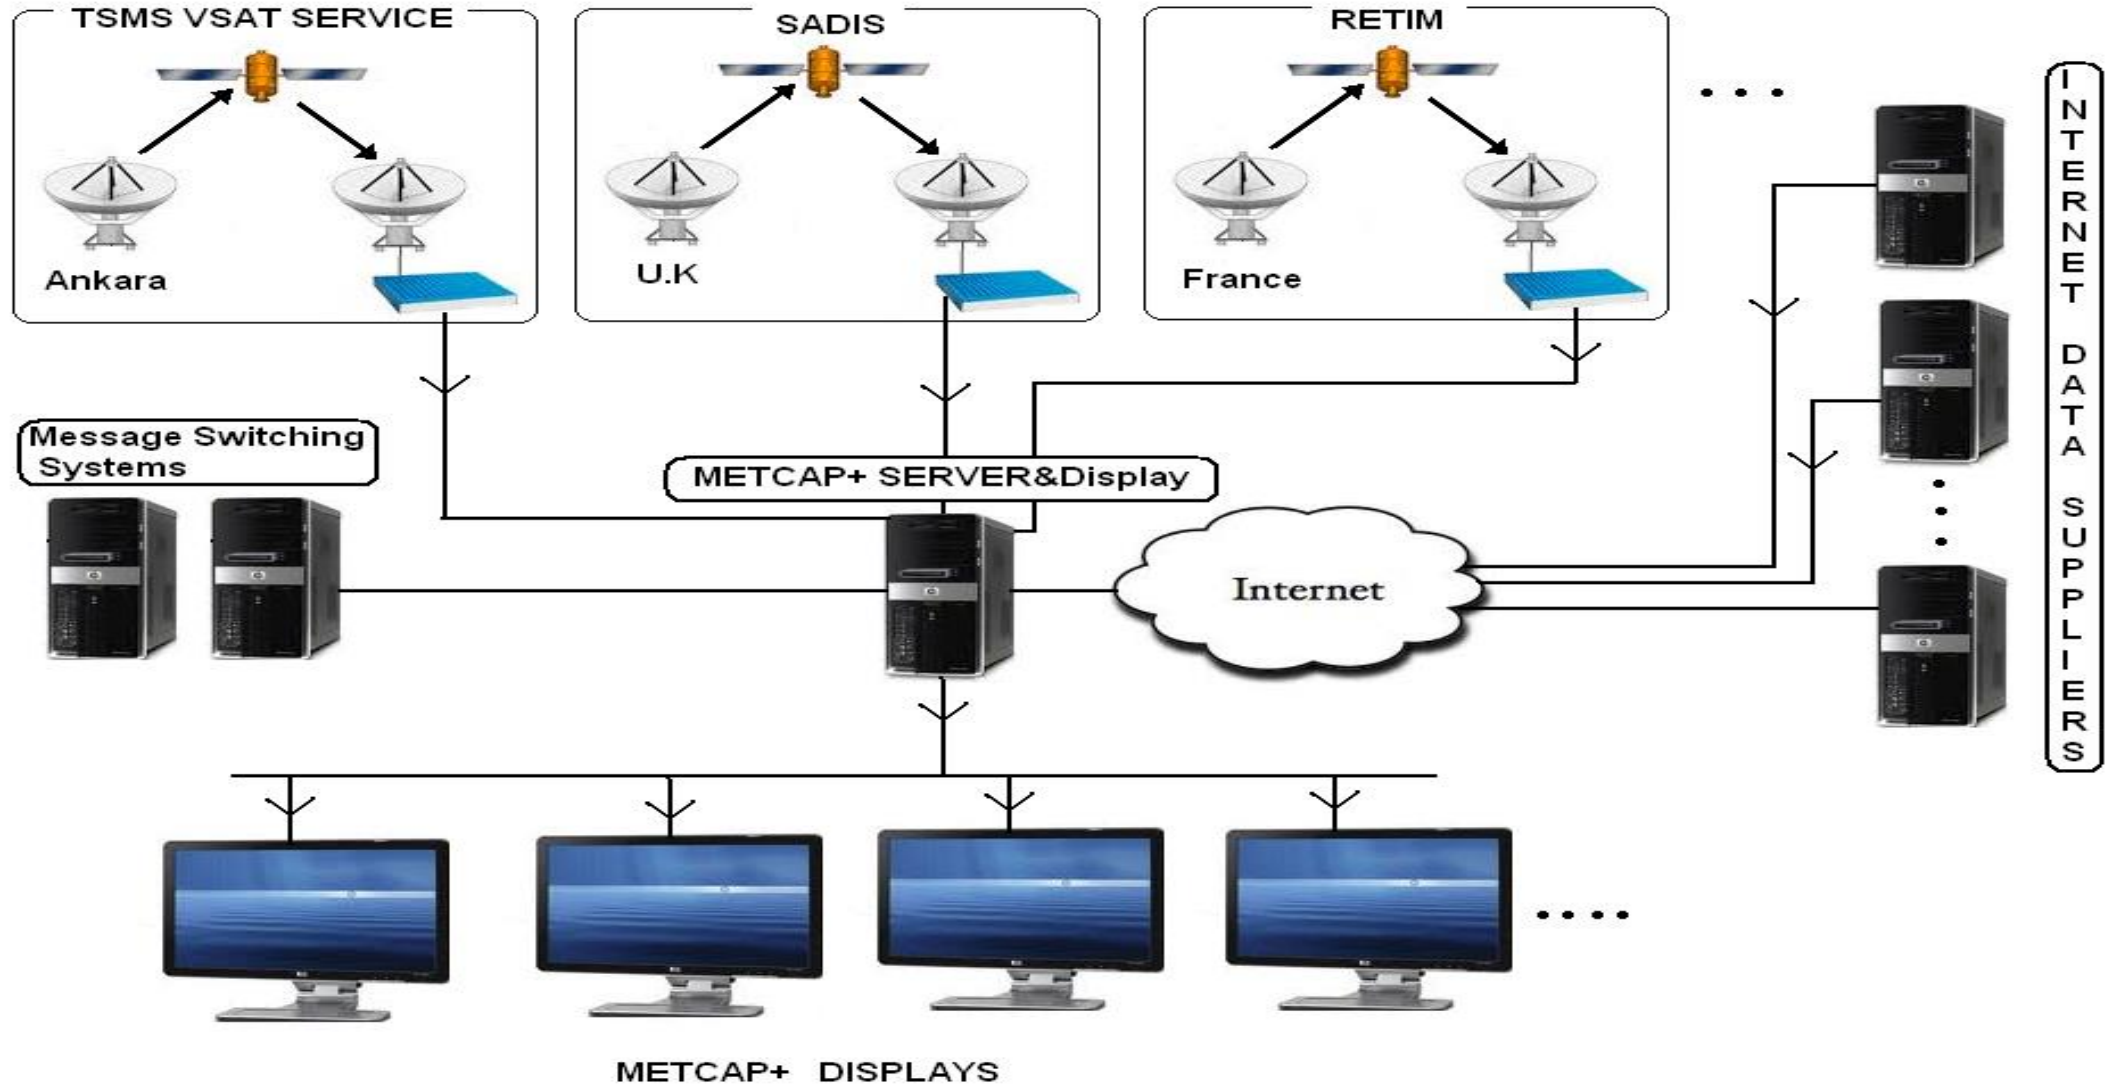 TSMS VSAT SERVICE
SADIS
RETIM
Ankara
U.K
France
Message Switching
Systems
METCAP+ SERVER&Display
Internet
INTERNET DATA SUPPLIERS
METCAP+ DISPLAYS